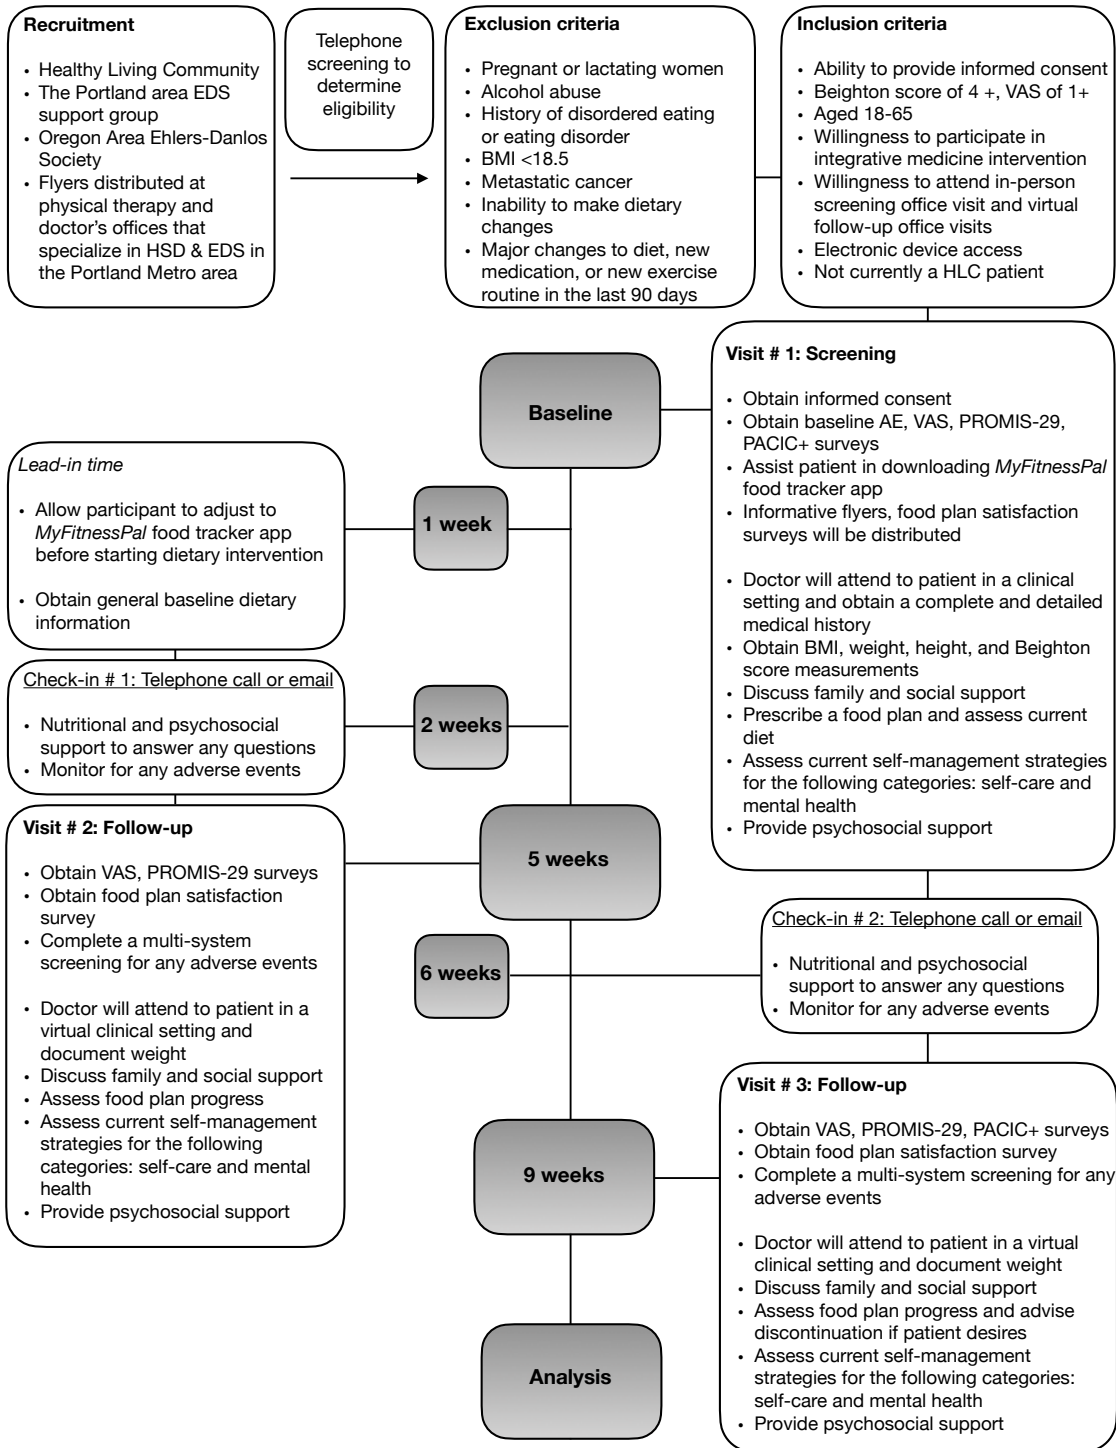 Recruitment
• Healthy Living Community
• The Portland area EDS
support group
• Oregon Area Ehlers-Danlos
Society
• Flyers distributed at
physical therapy and
doctor's offices that
specialize in HSD & EDS in
the Portland Metro area
Telephone
screening to
determine
eligibility
Exclusion criteria
• Pregnant or lactating women
• Alcohol abuse
• History of disordered eating
or eating disorder
• BMI <18.5
• Metastatic cancer
• Inability to make dietary
changes
• Major changes to diet, new
medication, or new exercise
routine in the last 90 days
Inclusion criteria
• Ability to provide informed consent
• Beighton score of 4 +, VAS of 1+
• Aged 18-65
• Willingness to participate in
integrative medicine intervention
• Willingness to attend in-person
screening office visit and virtual
follow-up office visits
• Electronic device access
• Not currently a HLC patient
Baseline
Visit # 1: Screening
• Obtain informed consent
• Obtain baseline AE, VAS, PROMIS-29,
PACIC+ surveys
• Assist patient in downloading MyFitnessPal
food tracker app
• Informative flyers, food plan satisfaction
surveys will be distributed
• Doctor will attend to patient in a clinical
setting and obtain a complete and detailed
medical history
• Obtain BMI, weight, height, and Beighton
score measurements
• Discuss family and social support
• Prescribe a food plan and assess current
diet
• Assess current self-management strategies
for the following categories: self-care and
mental health
• Provide psychosocial support
Lead-in time
• Allow participant to adjust to
MyFitnessPal food tracker app
before starting dietary intervention
• Obtain general baseline dietary
information
1 week
Check-in # 1: Telephone call or email
• Nutritional and psychosocial
support to answer any questions
• Monitor for any adverse events
2 weeks
Visit # 2: Follow-up
• Obtain VAS, PROMIS-29 surveys
• Obtain food plan satisfaction
survey
• Complete a multi-system
screening for any adverse events
• Doctor will attend to patient in a
virtual clinical setting and
document weight
• Discuss family and social support
• Assess food plan progress
• Assess current self-management
strategies for the following
categories: self-care and mental
health
• Provide psychosocial support
5 weeks
6 weeks
Check-in # 2: Telephone call or email
• Nutritional and psychosocial
support to answer any questions
• Monitor for any adverse events
9 weeks
Visit # 3: Follow-up
• Obtain VAS, PROMIS-29, PACIC+ surveys
• Obtain food plan satisfaction survey
• Complete a multi-system screening for any
adverse events
• Doctor will attend to patient in a virtual
clinical setting and document weight
• Discuss family and social support
• Assess food plan progress and advise
discontinuation if patient desires
• Assess current self-management
strategies for the following categories:
self-care and mental health
• Provide psychosocial support
Analysis